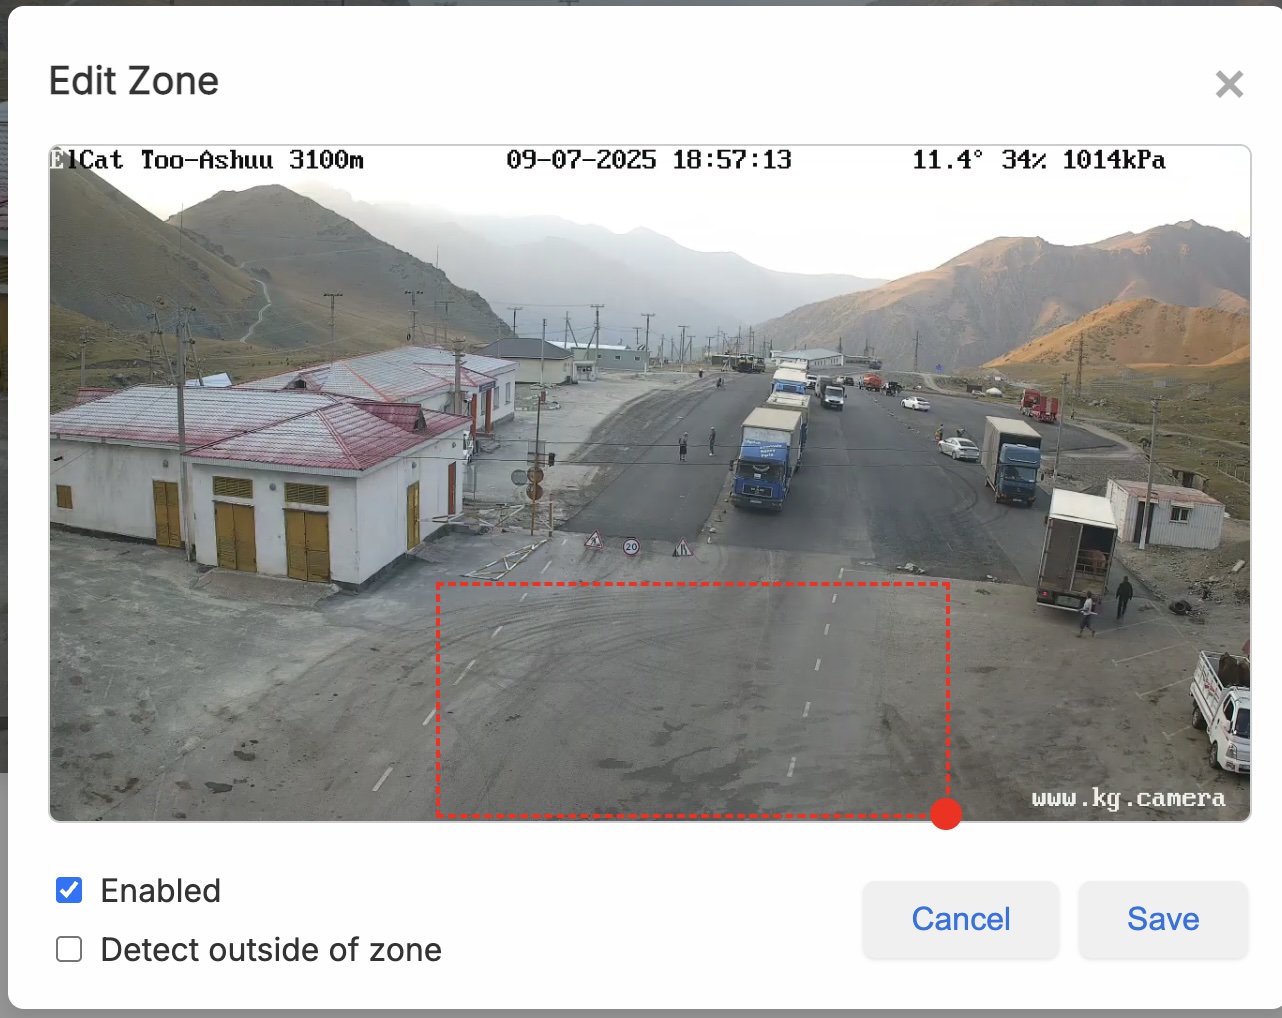 Edit Zone
ElCat Too-Ashuu 3100m 09-07-2025 18:57:13 11.4° 34% 1014kPa
20
www.kg.camera
Enabled
Detect outside of zone
Cancel
Save